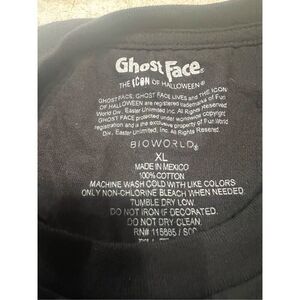 Ghost Face®
THE ICON OF HALLOWEEN®
GHOST FACE, GHOST FACE LIVES and THE ICON
OF HALLOWEEN are registered trademarks of Fun
World Div., Easter Unlimited, Inc. All Rights Reserved.
GHOST FACE protected under worldwide copyright
registration and is the exclusive property of Fun World
Div., Easter Unlimited, Inc. All Rights Reserved.
BIOWORLD®
XL
MADE IN MEXICO
100% COTTON
MACHINE WASH COLD WITH LIKE COLORS
ONLY NON-CHLORINE BLEACH WHEN NEEDED
TUMBLE DRY LOW
DO NOT IRON IF DECORATED.
DO NOT DRY CLEAN.
RN# 115885 /